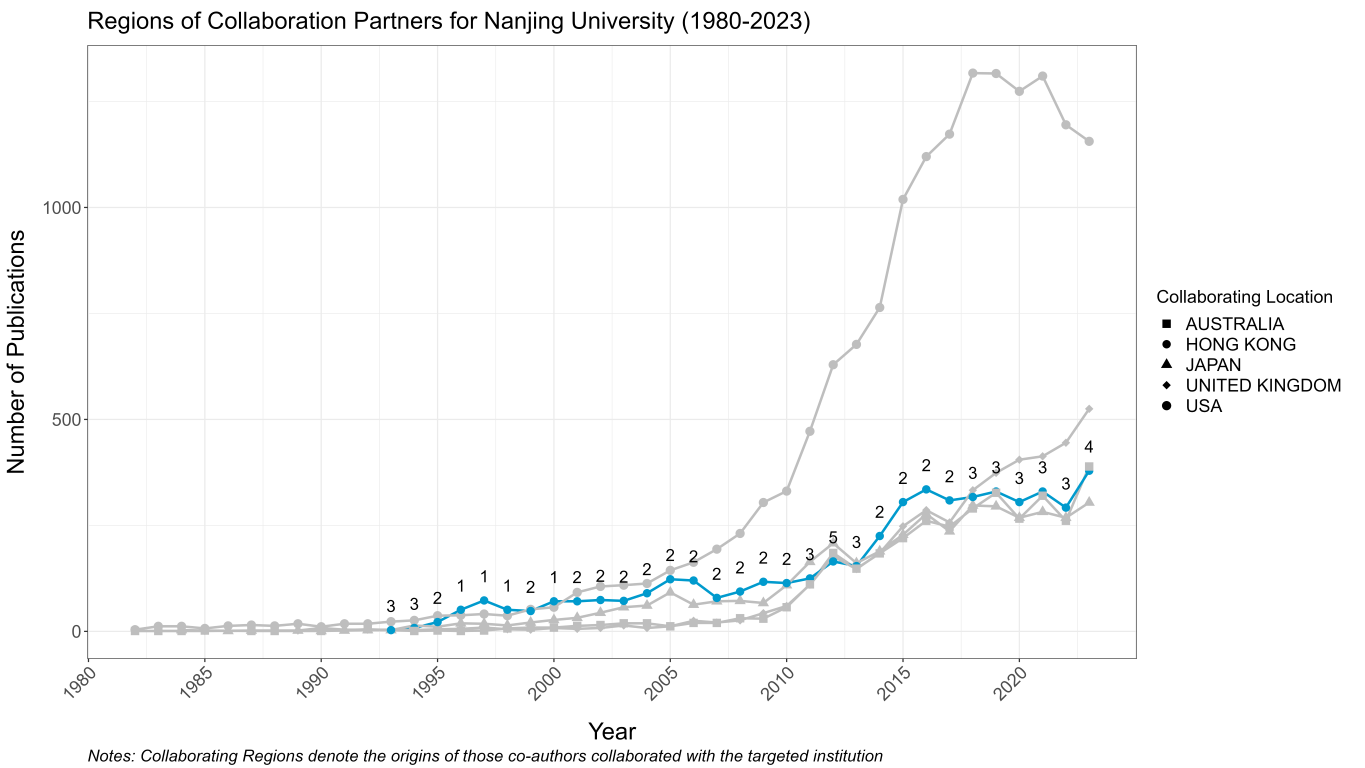 Regions of Collaboration Partners for Nanjing University (1980-2023)
Number of Publications
1000
500
0
3 3 2 1 1 1 2 1 2 2 2 2 2 2 2 2 2 2 3 5 3 2 2 2 2 3 3 3 3 3 4
1980 1985 1990 1995 2000 2005 2010 2015 2020
Year
Collaborating Location
AUSTRALIA
HONG KONG
JAPAN
UNITED KINGDOM
USA
Notes: Collaborating Regions denote the origins of those co-authors collaborated with the targeted institution